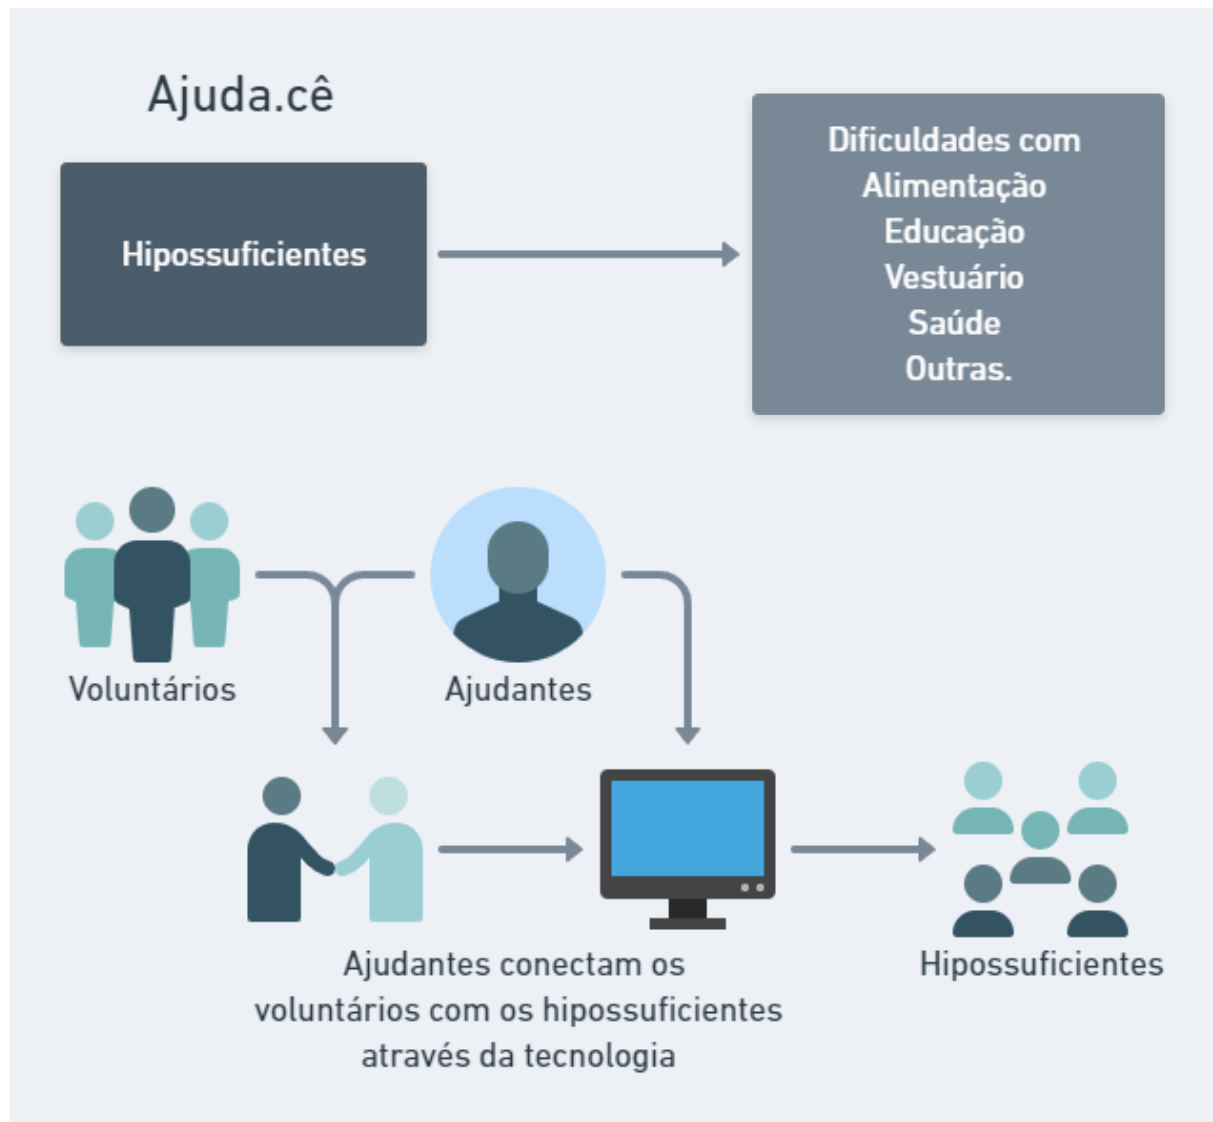 Ajuda.cê
Hipossuficientes
Dificuldades com
Alimentação
Educação
Vestuário
Saúde
Outras.
Voluntários
Ajudantes
Ajudantes conectam os
voluntários com os hipossuficientes
através da tecnologia
Hipossuficientes